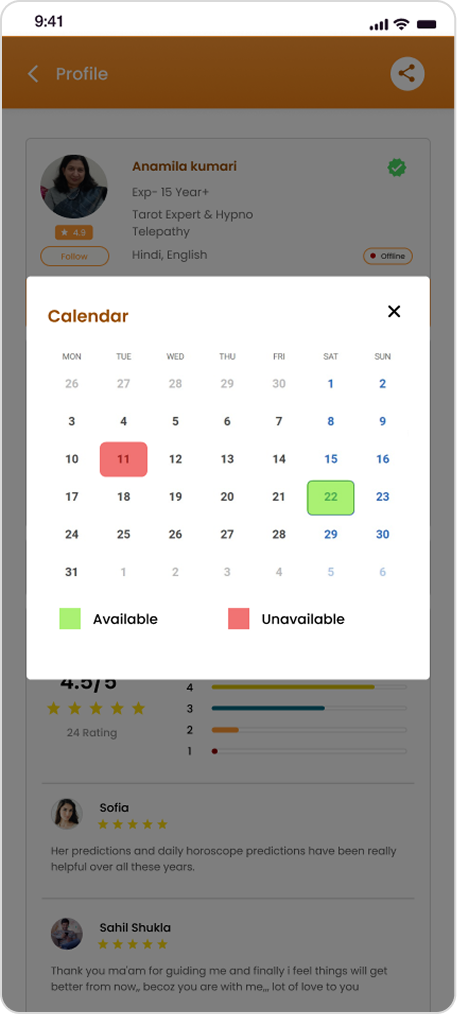 9:41
Profile
Anamila kumari
Exp- 15 Year+
Tarot Expert & Hypno
Telepathy
4.9
Follow
Hindi, English
Offline
Calendar
MON TUE WED THU FRI SAT SUN
26 27 28 29 30 1 2
3 4 5 6 7 8 9
10 11 12 13 14 15 16
17 18 19 20 21 22 23
24 25 26 27 28 29 30
31 1 2 3 4 5 6
Available Unavailable
4.5/5
24 Rating
4
3
2
1
Sofia
Her predictions and daily horoscope predictions have been really
helpful over all these years.
Sahil Shukla
Thank you ma'am for guiding me and finally i feel things will get
better from now,, becoz you are with me,,, lot of love to you